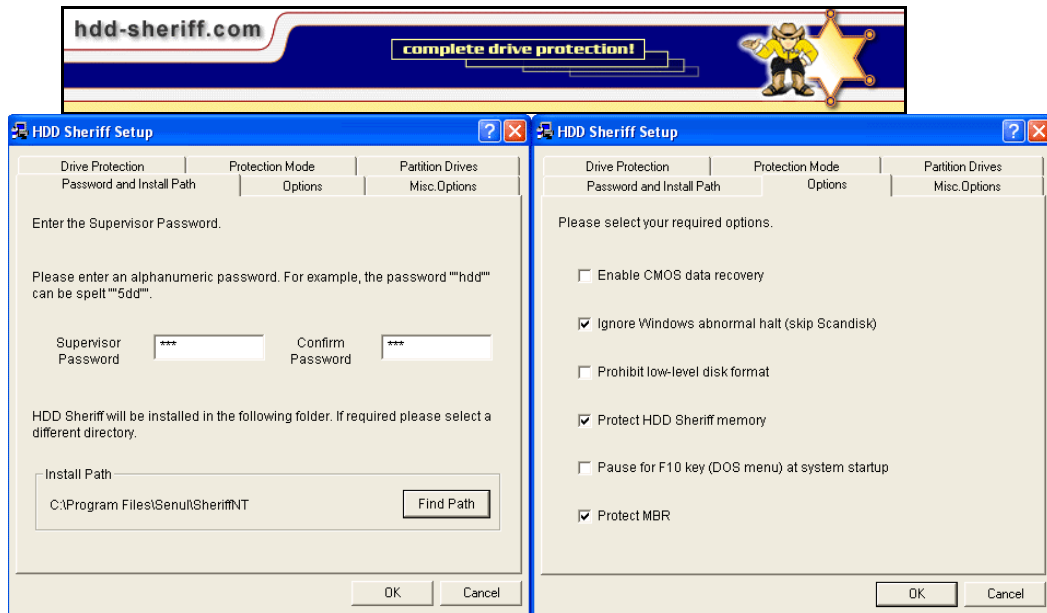 hdd-sheriff.com
complete drive protection!
HDD Sheriff Setup
Drive Protection
Protection Mode
Partition Drives
Password and Install Path
Options
Misc.Options
Enter the Supervisor Password.
Please enter an alphanumeric password. For example, the password ""hdd""
can be spelt ""5dd"".
Supervisor
Password
***
Confirm
Password
***
HDD Sheriff will be installed in the following folder. If required please select a
different directory.
Install Path
C:\Program Files\Senul\SheriffNT
Find Path
OK
Cancel
HDD Sheriff Setup
Drive Protection
Protection Mode
Partition Drives
Password and Install Path
Options
Misc.Options
Please select your required options.
Enable CMOS data recovery
Ignore Windows abnormal halt (skip Scandisk)
Prohibit low-level disk format
Protect HDD Sheriff memory
Pause for F10 key (DOS menu) at system startup
Protect MBR
OK
Cancel